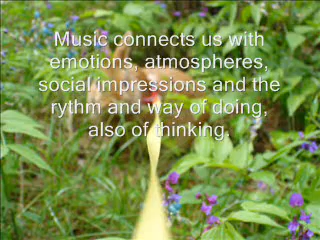 Music connects us with
emotions, atmospheres,
social impressions and the
rythm and way of doing,
also of thinking.